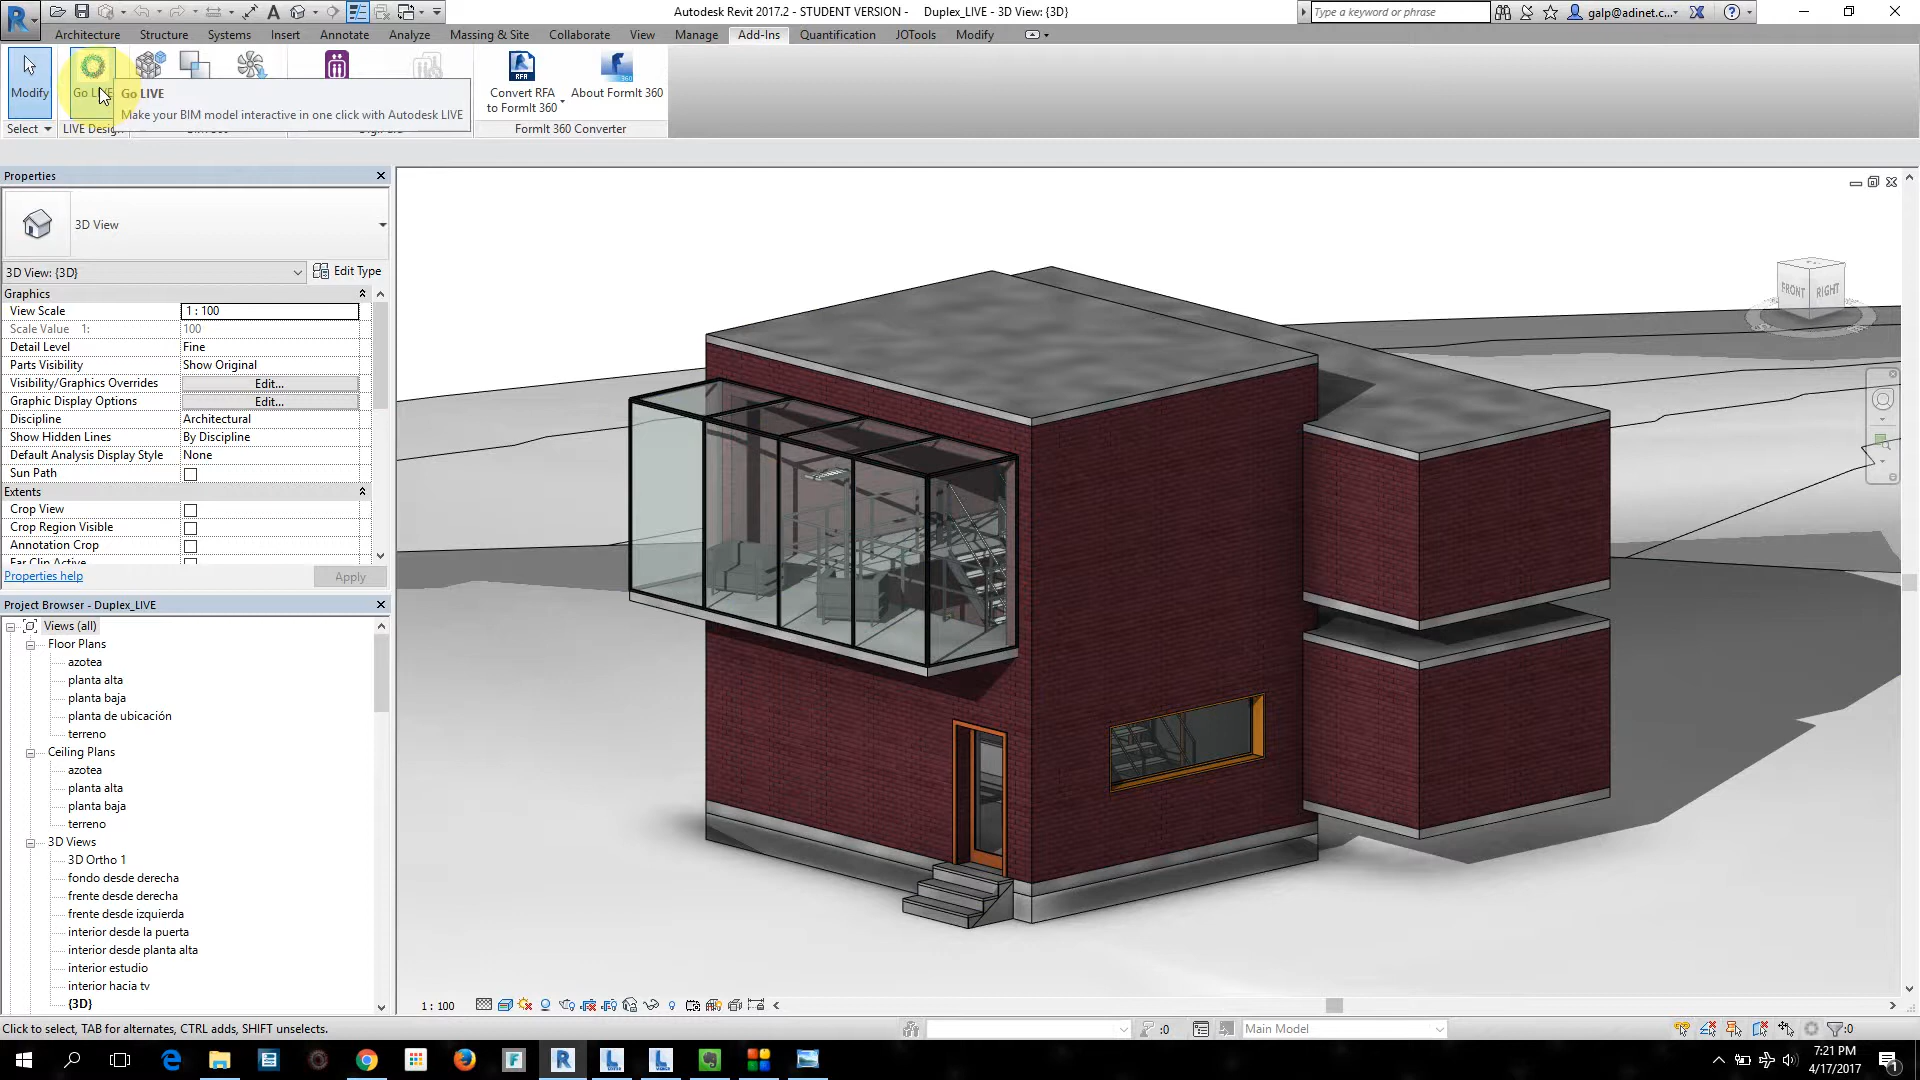 Autodesk Revit 2017.2 - STUDENT VERSION - Duplex_LIVE - 3D View: {3D}
Type a keyword or phrase
galp@adinet.c...
Architecture Structure Systems Insert Annotate Analyze Massing & Site Collaborate View Manage Add-Ins Quantification JOTools Modify
Modify
Go LIVE
Go LIVE
Make your BIM model interactive in one click with Autodesk LIVE
Convert RFA
to FormIt 360
About FormIt 360
Select
LIVE Design
FormIt 360 Converter
Properties
3D View
3D View: {3D}
Edit Type
Graphics
View Scale 1 : 100
Scale Value 1: 100
Detail Level Fine
Parts Visibility Show Original
Visibility/Graphics Overrides Edit...
Graphic Display Options Edit...
Discipline Architectural
Show Hidden Lines By Discipline
Default Analysis Display Style None
Sun Path
Extents
Crop View
Crop Region Visible
Annotation Crop
Far Clip Active
Properties help
Apply
Project Browser - Duplex_LIVE
Views (all)
Floor Plans
azotea
planta alta
planta baja
planta de ubicación
terreno
Ceiling Plans
azotea
planta alta
planta baja
terreno
3D Views
3D Ortho 1
fondo desde derecha
frente desde derecha
frente desde izquierda
interior desde la puerta
interior desde planta alta
interior estudio
interior hacia tv
{3D}
FRONT RIGHT
1 : 100
Click to select, TAB for alternates, CTRL adds, SHIFT unselects.
:0
Main Model
:0
7:21 PM
4/17/2017